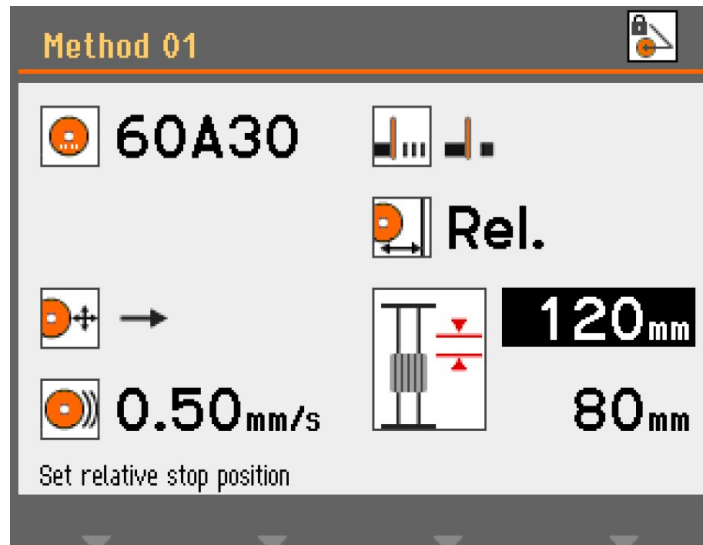 Method 01
60A30
Rel.
120mm
0.50mm/s
80mm
Set relative stop position